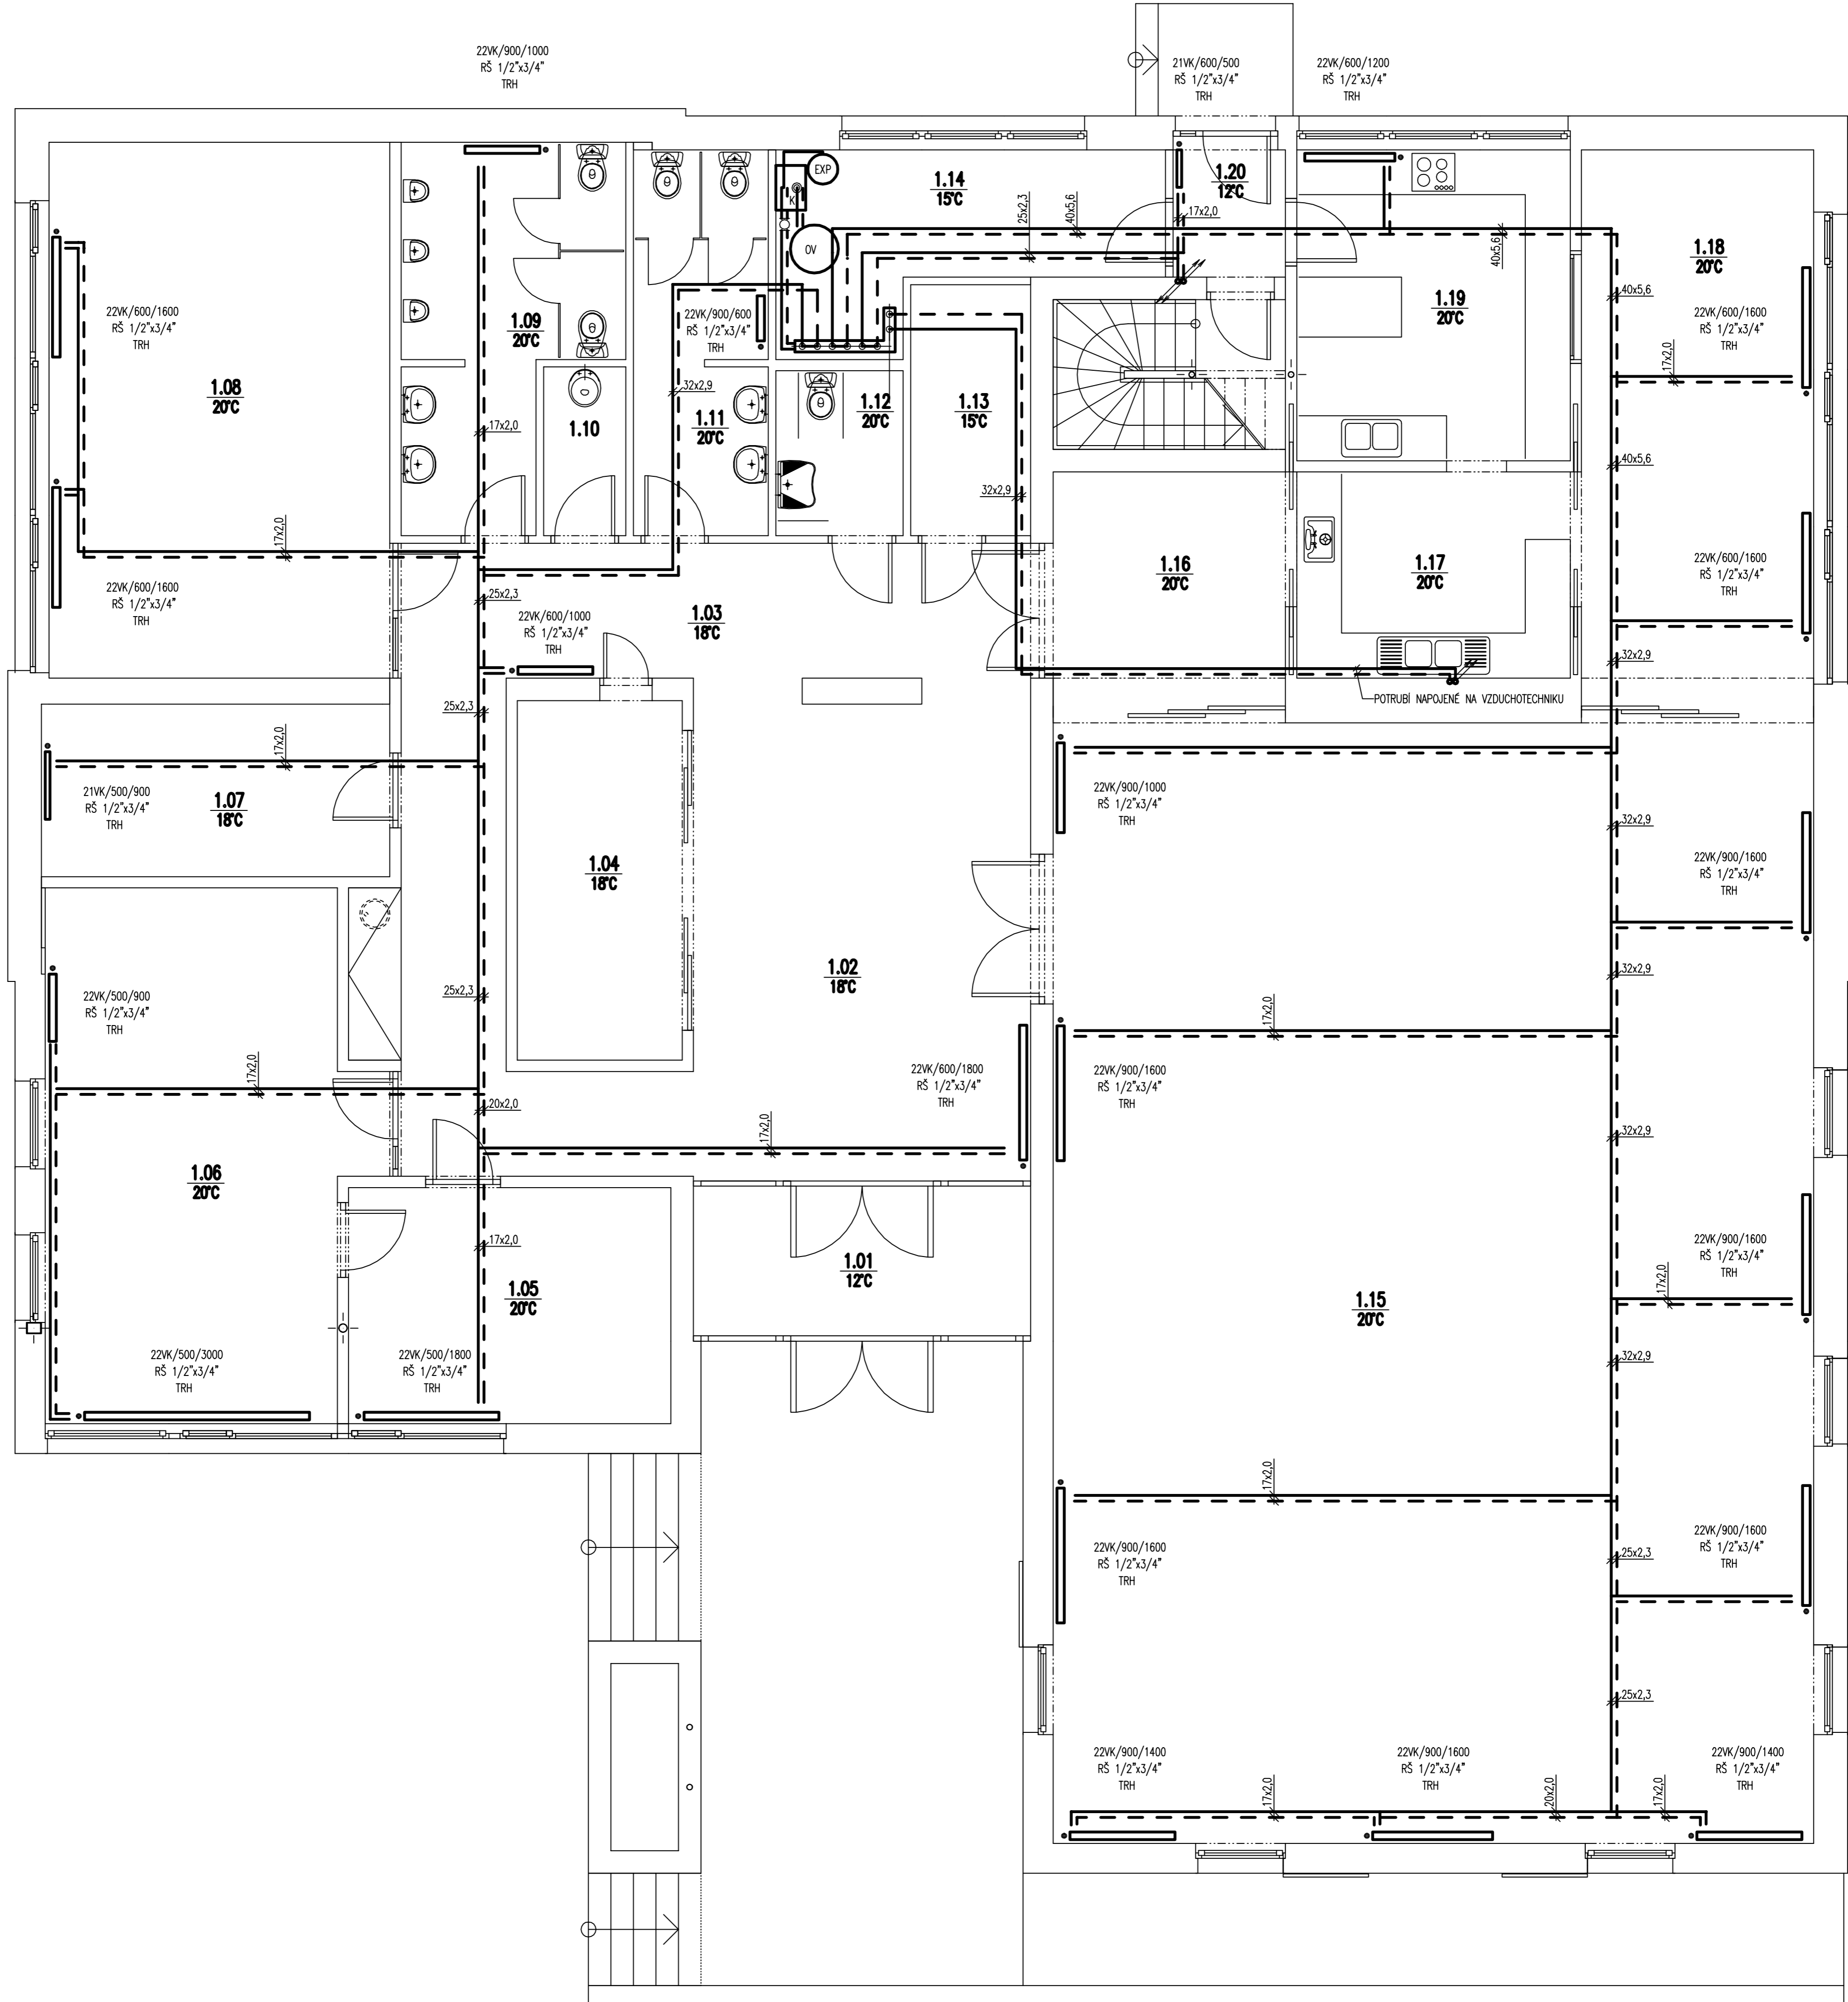 22VK/900/1000
RŠ 1/2"x3/4"
TRH
21VK/600/500
RŠ 1/2"x3/4"
TRH
22VK/600/1200
RŠ 1/2"x3/4"
TRH
EXP
K
OV
1.14
15°C
25x2,3
40x5,6
1.20
12°C
17x2,0
40x5,6
1.18
20°C
40x5,6
22VK/600/1600
RŠ 1/2"x3/4"
TRH
1.09
20°C
22VK/900/600
RŠ 1/2"x3/4"
TRH
1.19
20°C
22VK/600/1600
RŠ 1/2"x3/4"
TRH
17x2,0
1.08
20°C
32x2,9
1.12
20°C
1.13
15°C
17x2,0
1.10
1.11
20°C
40x5,6
32x2,9
17x2,0
22VK/600/1600
RŠ 1/2"x3/4"
TRH
25x2,3
22VK/600/1000
RŠ 1/2"x3/4"
TRH
1.03
18°C
1.16
20°C
1.17
20°C
22VK/600/1600
RŠ 1/2"x3/4"
TRH
32x2,9
POTRUBÍ NAPOJENÉ NA VZDUCHOTECHNIKU
25x2,3
17x2,0
21VK/500/900
RŠ 1/2"x3/4"
TRH
1.07
18°C
22VK/900/1000
RŠ 1/2"x3/4"
TRH
32x2,9
1.04
18°C
22VK/900/1600
RŠ 1/2"x3/4"
TRH
1.02
18°C
32x2,9
25x2,3
22VK/500/900
RŠ 1/2"x3/4"
TRH
17x2,0
17x2,0
22VK/600/1800
RŠ 1/2"x3/4"
TRH
22VK/900/1600
RŠ 1/2"x3/4"
TRH
20x2,0
17x2,0
32x2,9
1.06
20°C
17x2,0
1.05
20°C
1.01
12°C
1.15
20°C
22VK/900/1600
RŠ 1/2"x3/4"
TRH
17x2,0
22VK/500/3000
RŠ 1/2"x3/4"
TRH
22VK/500/1800
RŠ 1/2"x3/4"
TRH
32x2,9
17x2,0
22VK/900/1600
RŠ 1/2"x3/4"
TRH
22VK/900/1600
RŠ 1/2"x3/4"
TRH
25x2,3
25x2,3
22VK/900/1400
RŠ 1/2"x3/4"
TRH
22VK/900/1600
RŠ 1/2"x3/4"
TRH
22VK/900/1400
RŠ 1/2"x3/4"
TRH
17x2,0
20x2,0
17x2,0